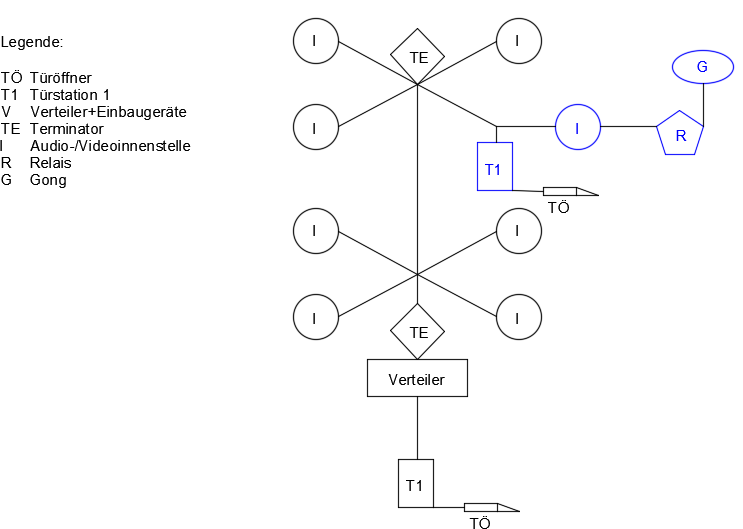 Legende:
TÖ Türöffner
T1 Türstation 1
V Verteiler+Einbaugeräte
TE Terminator
I Audio-/Videoinnenstelle
R Relais
G Gong
I
I
TE
G
I
I
R
T1
TÖ
I
I
I
I
TE
Verteiler
T1
TÖ